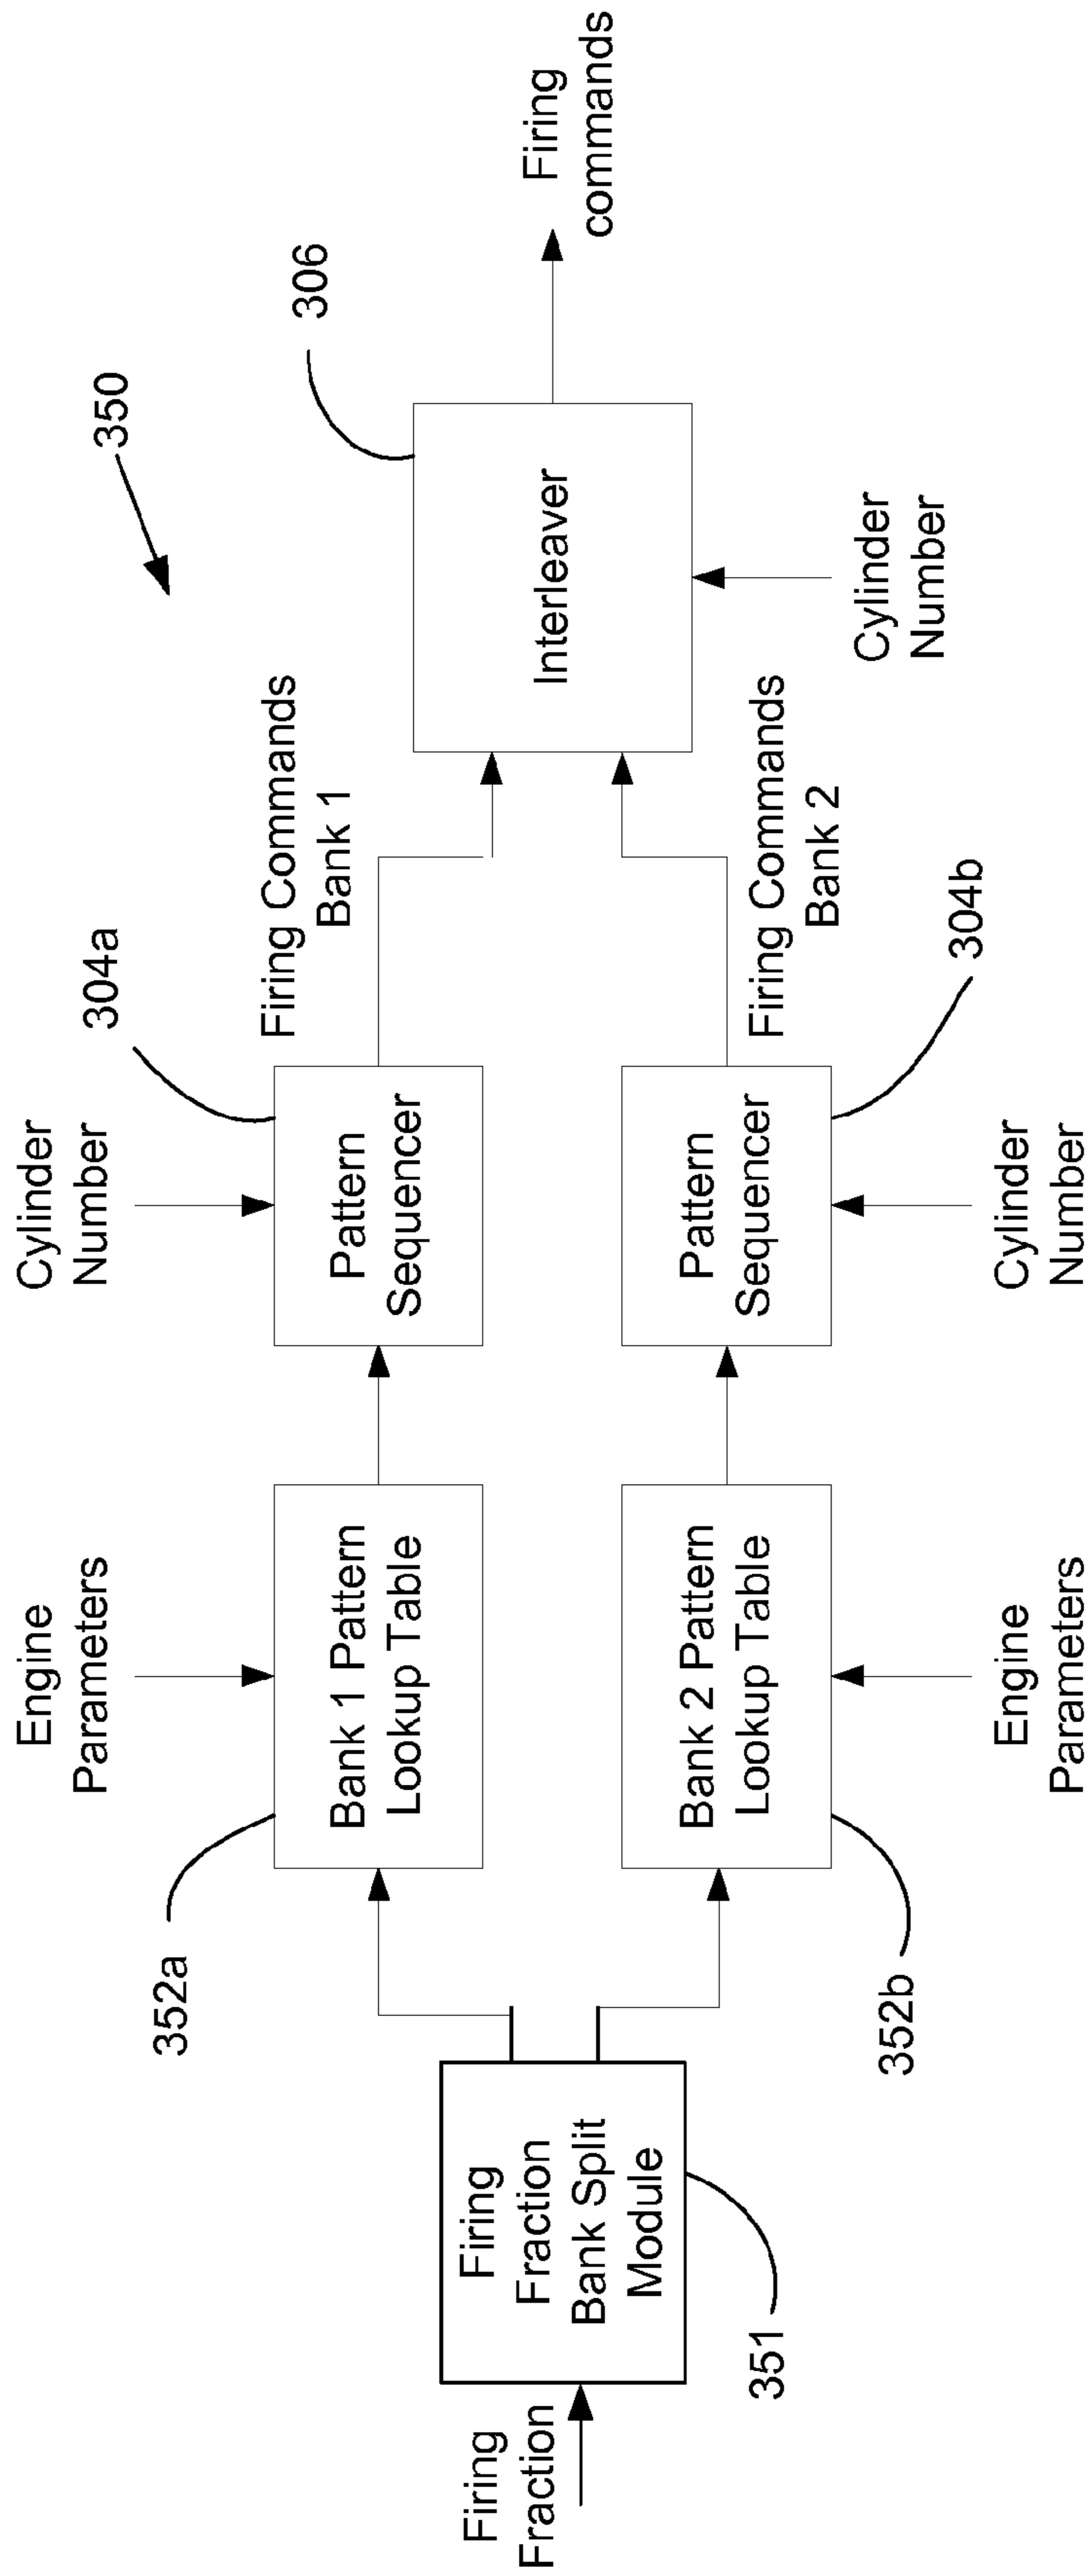 350
Cylinder
Number
Engine
Parameters
304a
352a
306
Firing Commands
Bank 1
Firing
Fraction
Firing
Fraction
Bank Split
Module
351
Bank 1 Pattern
Lookup Table
Pattern
Sequencer
Interleaver
Firing
commands
Bank 2 Pattern
Lookup Table
Pattern
Sequencer
Firing Commands
Bank 2
Cylinder
Number
352b
304b
Engine
Parameters
Cylinder
Number